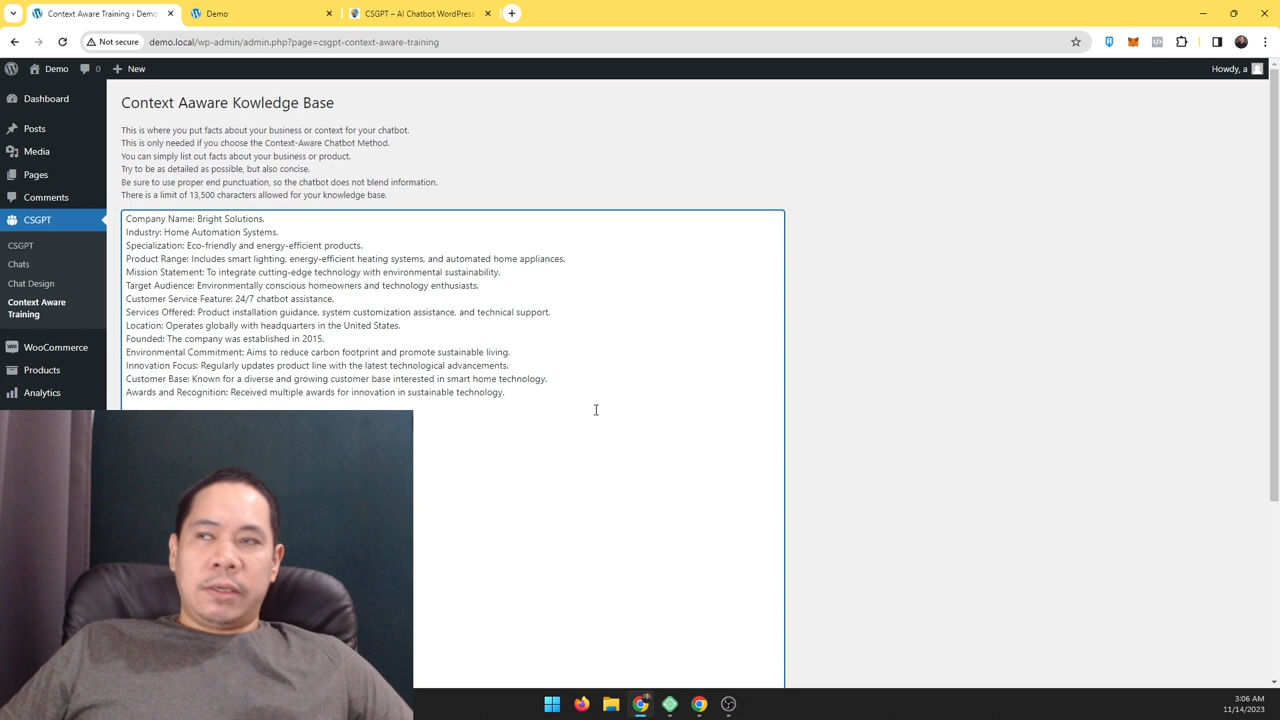 Context Aware Training ‹ Demo
Demo
CSGPT – AI Chatbot WordPress
Not secure
demo.local/wp-admin/admin.php?page=csgpt-context-aware-training
Demo
0
New
Howdy, a
Dashboard
Posts
Media
Pages
Comments
CSGPT
CSGPT
Chats
Chat Design
Context Aware
Training
WooCommerce
Products
Analytics
Context Aaware Kowledge Base
This is where you put facts about your business or context for your chatbot.
This is only needed if you choose the Context-Aware Chatbot Method.
You can simply list out facts about your business or product.
Try to be as detailed as possible, but also concise.
Be sure to use proper end punctuation, so the chatbot does not blend information.
There is a limit of 13,500 characters allowed for your knowledge base.
Company Name: Bright Solutions.
Industry: Home Automation Systems.
Specialization: Eco-friendly and energy-efficient products.
Product Range: Includes smart lighting, energy-efficient heating systems, and automated home appliances.
Mission Statement: To integrate cutting-edge technology with environmental sustainability.
Target Audience: Environmentally conscious homeowners and technology enthusiasts.
Customer Service Feature: 24/7 chatbot assistance.
Services Offered: Product installation guidance, system customization assistance, and technical support.
Location: Operates globally with headquarters in the United States.
Founded: The company was established in 2015.
Environmental Commitment: Aims to reduce carbon footprint and promote sustainable living.
Innovation Focus: Regularly updates product line with the latest technological advancements.
Customer Base: Known for a diverse and growing customer base interested in smart home technology.
Awards and Recognition: Received multiple awards for innovation in sustainable technology.
3:06 AM
11/14/2023